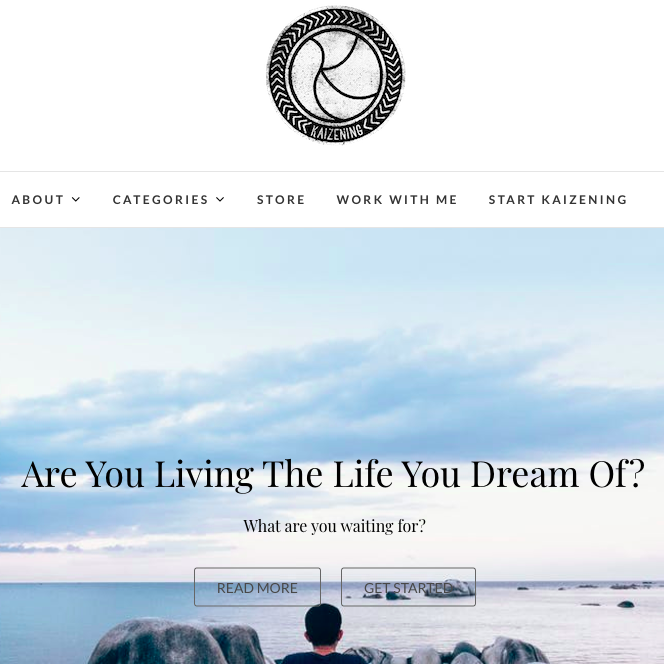 KAIZENING
ABOUT CATEGORIES STORE WORK WITH ME START KAIZENING
Are You Living The Life You Dream Of?
What are you waiting for?
READ MORE GET STARTED